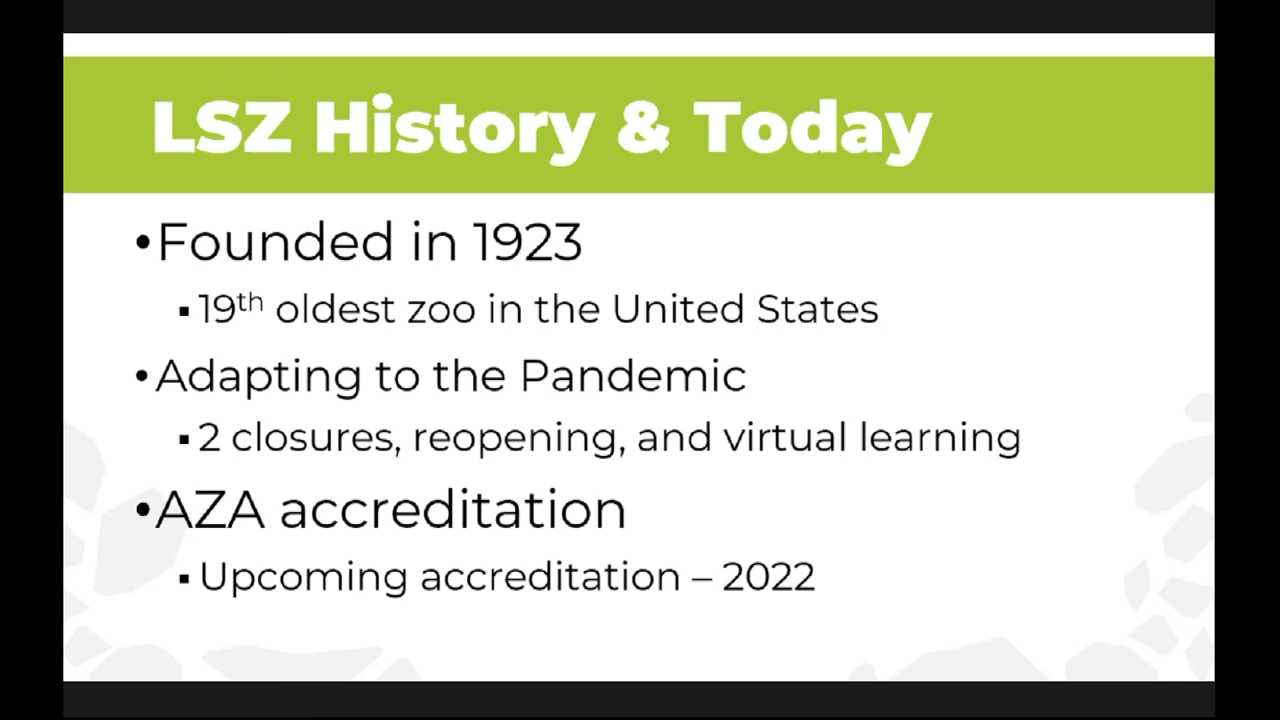 LSZ History & Today
•Founded in 1923
▪19th oldest zoo in the United States
•Adapting to the Pandemic
▪2 closures, reopening, and virtual learning
•AZA accreditation
▪Upcoming accreditation – 2022